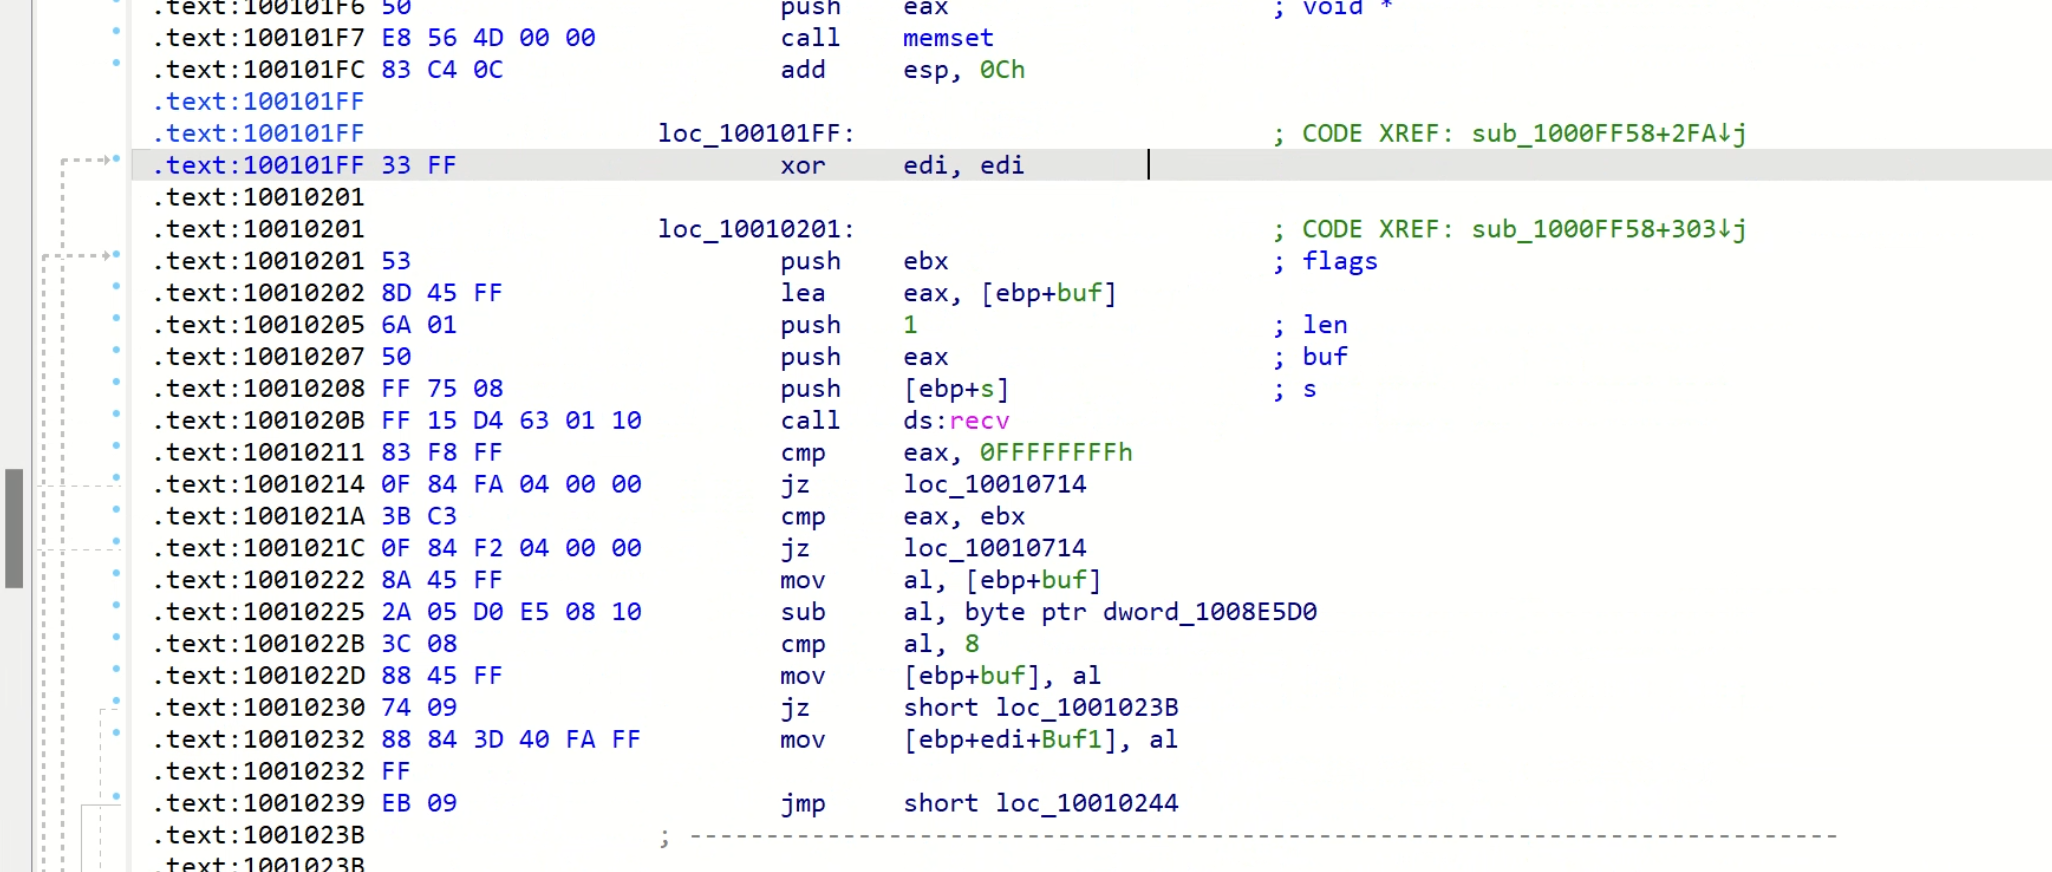 .text:100101F6 50 push eax ; void *
.text:100101F7 E8 56 4D 00 00 call memset
.text:100101FC 83 C4 0C add esp, 0Ch
.text:100101FF
.text:100101FF loc_100101FF: ; CODE XREF: sub_1000FF58+2FA↓j
.text:100101FF 33 FF xor edi, edi
.text:10010201
.text:10010201 loc_10010201: ; CODE XREF: sub_1000FF58+303↓j
.text:10010201 53 push ebx ; flags
.text:10010202 8D 45 FF lea eax, [ebp+buf]
.text:10010205 6A 01 push 1 ; len
.text:10010207 50 push eax ; buf
.text:10010208 FF 75 08 push [ebp+s] ; s
.text:1001020B FF 15 D4 63 01 10 call ds:recv
.text:10010211 83 F8 FF cmp eax, 0FFFFFFFFh
.text:10010214 0F 84 FA 04 00 00 jz loc_10010714
.text:1001021A 3B C3 cmp eax, ebx
.text:1001021C 0F 84 F2 04 00 00 jz loc_10010714
.text:10010222 8A 45 FF mov al, [ebp+buf]
.text:10010225 2A 05 D0 E5 08 10 sub al, byte ptr dword_1008E5D0
.text:1001022B 3C 08 cmp al, 8
.text:1001022D 88 45 FF mov [ebp+buf], al
.text:10010230 74 09 jz short loc_1001023B
.text:10010232 88 84 3D 40 FA FF mov [ebp+edi+Buf1], al
.text:10010232 FF
.text:10010239 EB 09 jmp short loc_10010244
.text:1001023B ; ---------------------------------------------------------------------------
.text:1001023B